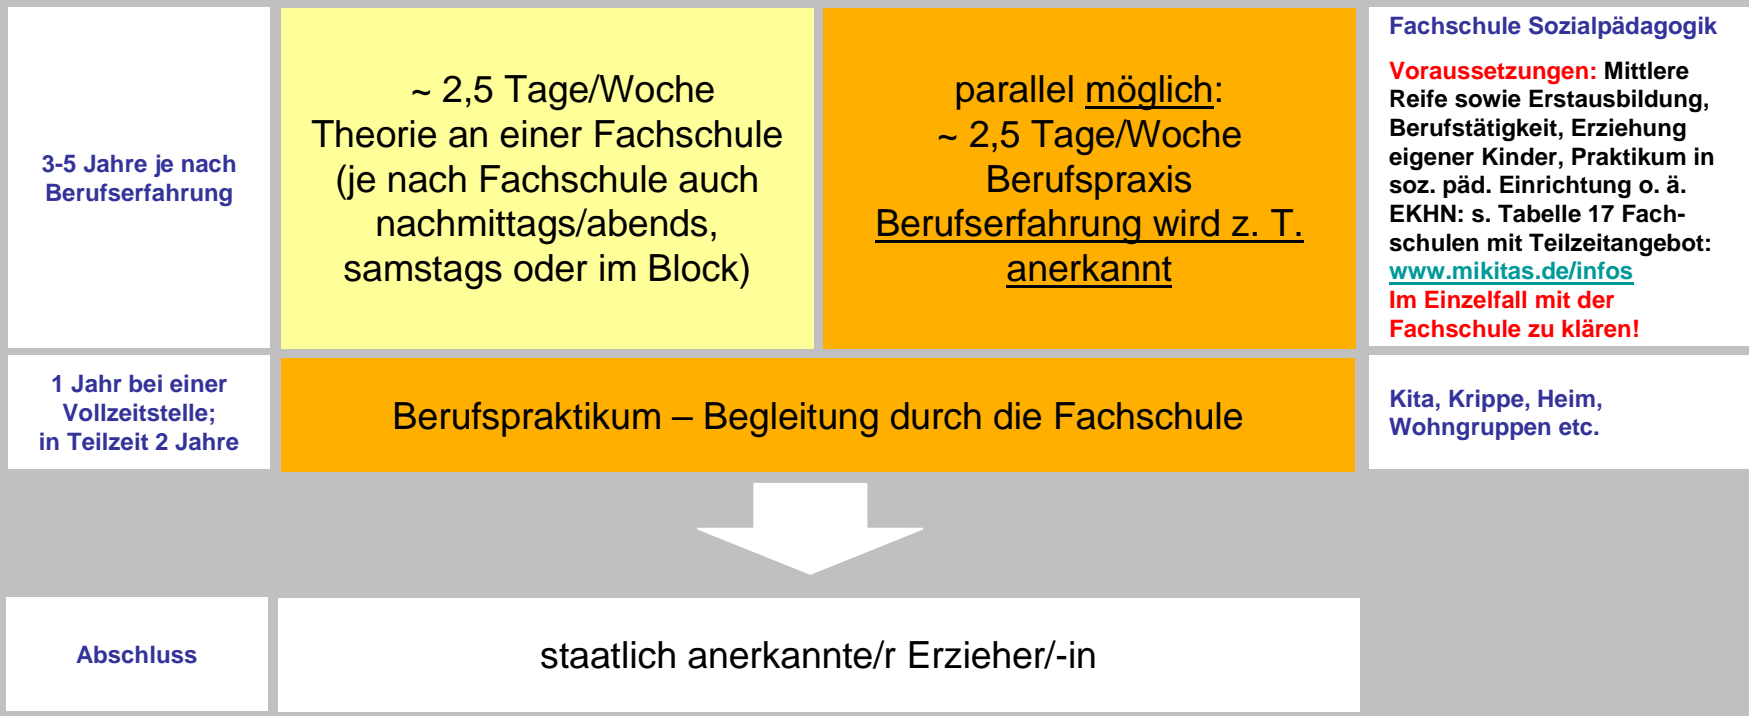 3-5 Jahre je nach
Berufserfahrung
~ 2,5 Tage/Woche
Theorie an einer Fachschule
(je nach Fachschule auch
nachmittags/abends,
samstags oder im Block)
parallel möglich:
~ 2,5 Tage/Woche
Berufspraxis
Berufserfahrung wird z. T.
anerkannt
Fachschule Sozialpädagogik
Voraussetzungen: Mittlere
Reife sowie Erstausbildung,
Berufstätigkeit, Erziehung
eigener Kinder, Praktikum in
soz. päd. Einrichtung o. ä.
EKHN: s. Tabelle 17 Fach-
schulen mit Teilzeitangebot:
www.mikitas.de/infos
Im Einzelfall mit der
Fachschule zu klären!
1 Jahr bei einer
Vollzeitstelle;
in Teilzeit 2 Jahre
Berufspraktikum – Begleitung durch die Fachschule
Kita, Krippe, Heim,
Wohngruppen etc.
Abschluss
staatlich anerkannte/r Erzieher/-in